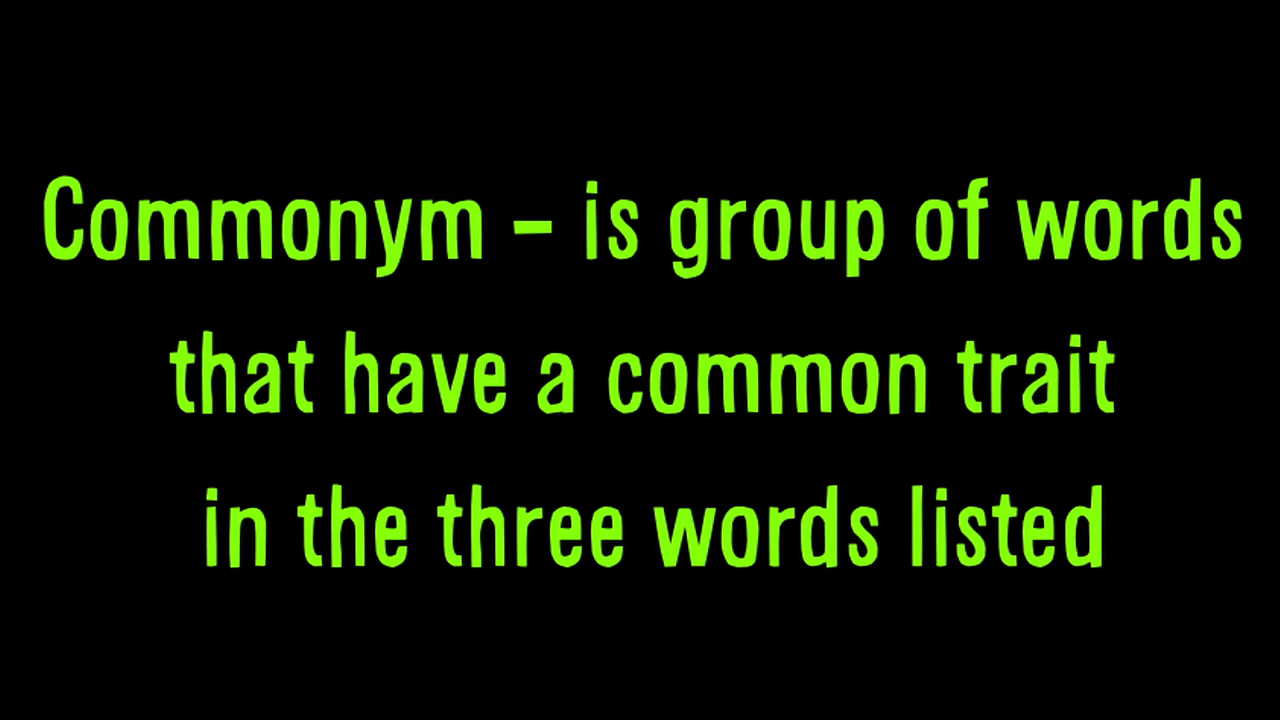 Commonym - is group of words
that have a common trait
in the three words listed